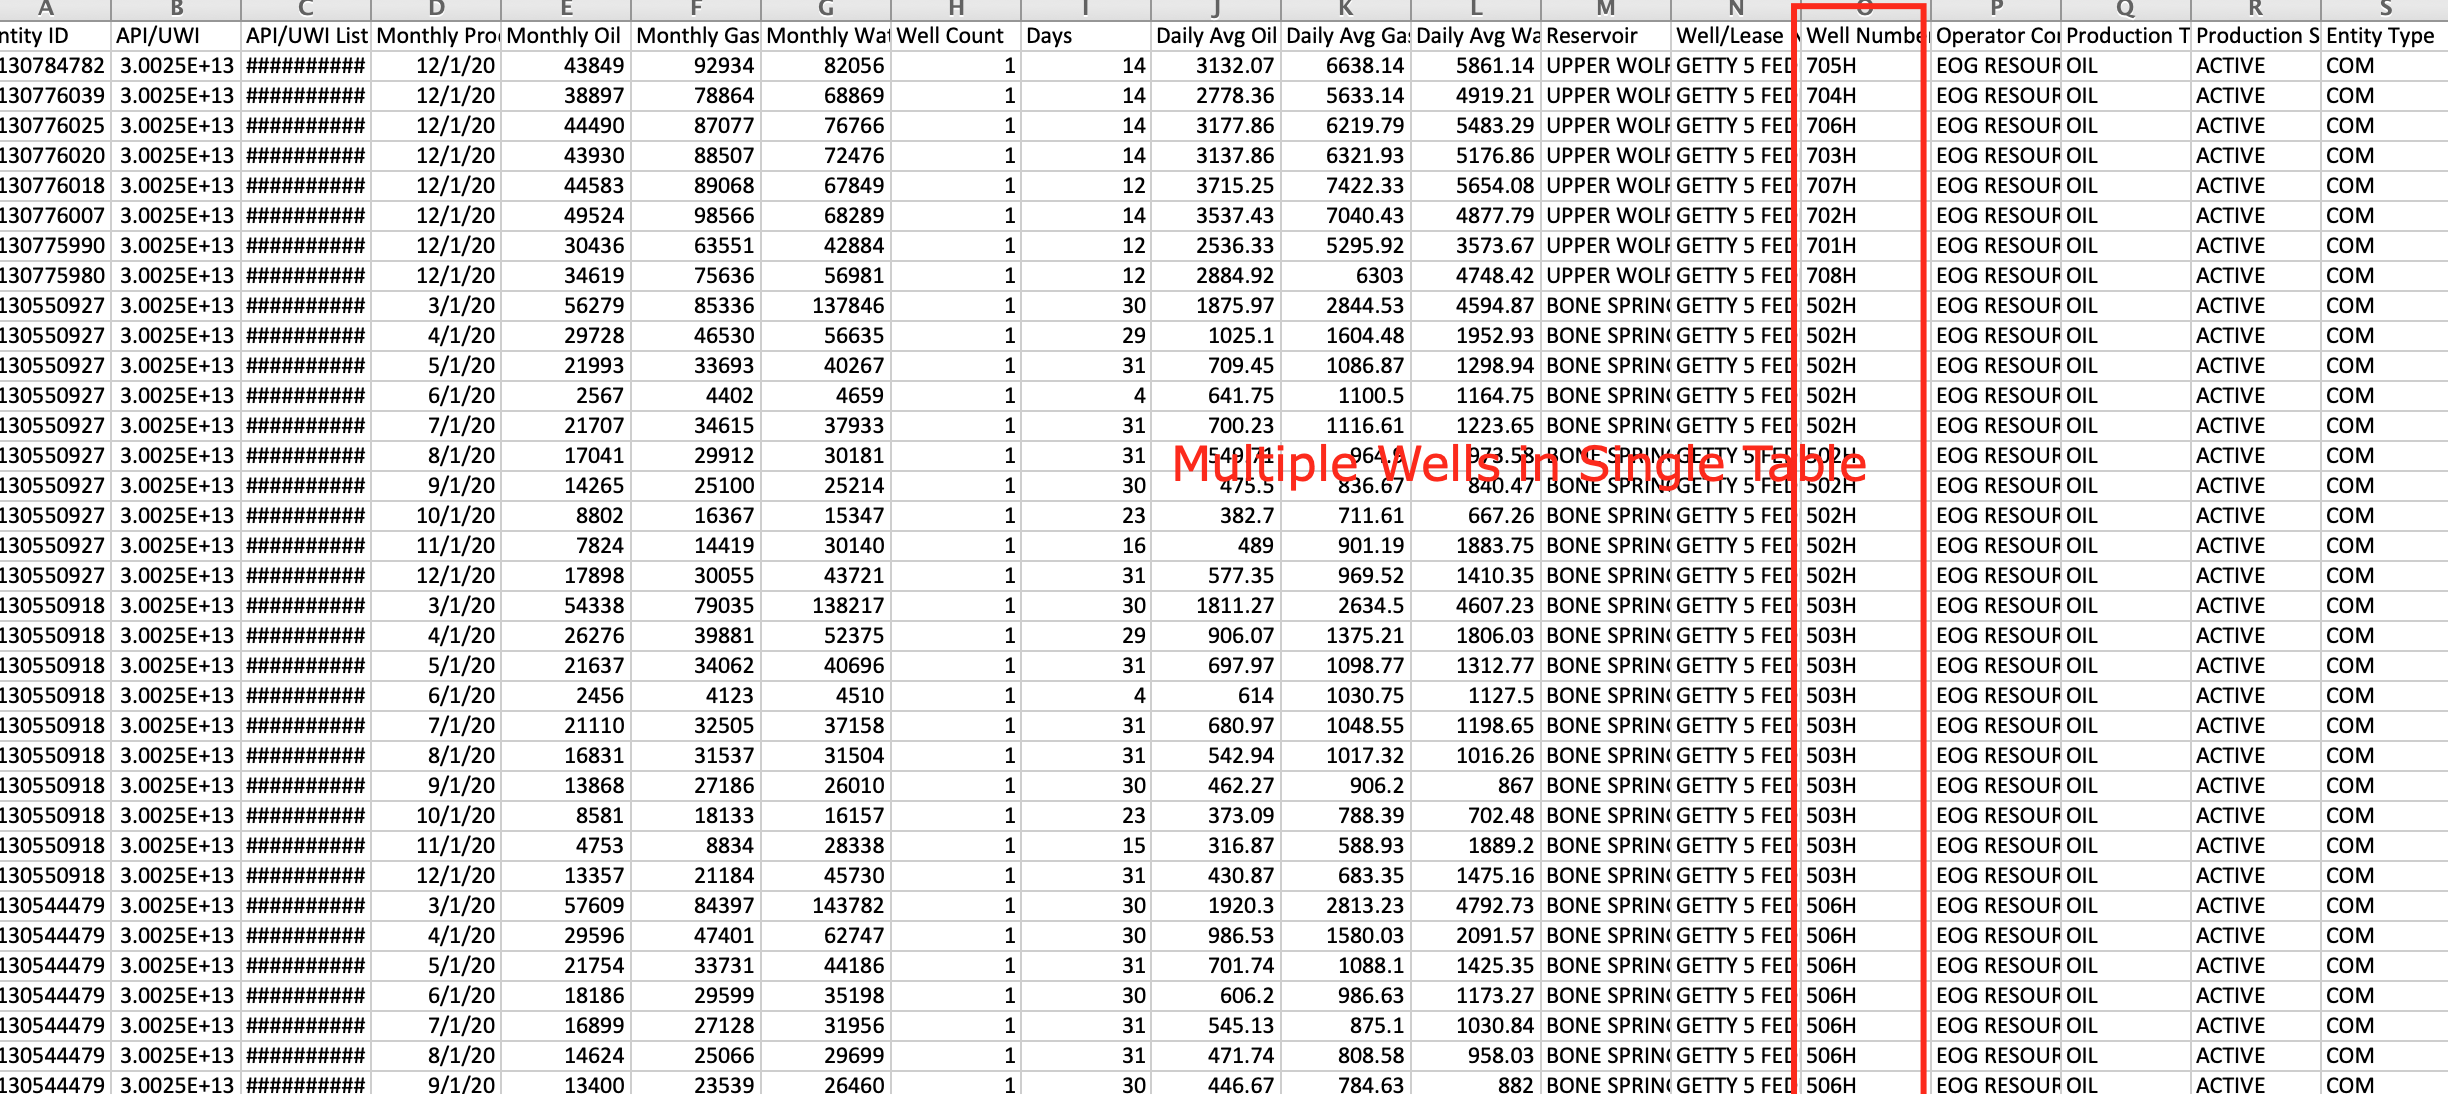 A B C D E F G H I J K L M N O P Q R S
ntity ID API/UWI API/UWI List Monthly Pro Monthly Oil Monthly Gas Monthly Wat Well Count Days Daily Avg Oil Daily Avg Ga Daily Avg Wa Reservoir Well/Lease Well Numbe Operator Co Production T Production S Entity Type
130784782 3.0025E+13 ########## 12/1/20 43849 92934 82056 1 14 3132.07 6638.14 5861.14 UPPER WOLF GETTY 5 FED 705H EOG RESOUR OIL ACTIVE COM
130776039 3.0025E+13 ########## 12/1/20 38897 78864 68869 1 14 2778.36 5633.14 4919.21 UPPER WOLF GETTY 5 FED 704H EOG RESOUR OIL ACTIVE COM
130776025 3.0025E+13 ########## 12/1/20 44490 87077 76766 1 14 3177.86 6219.79 5483.29 UPPER WOLF GETTY 5 FED 706H EOG RESOUR OIL ACTIVE COM
130776020 3.0025E+13 ########## 12/1/20 43930 88507 72476 1 14 3137.86 6321.93 5176.86 UPPER WOLF GETTY 5 FED 703H EOG RESOUR OIL ACTIVE COM
130776018 3.0025E+13 ########## 12/1/20 44583 89068 67849 1 12 3715.25 7422.33 5654.08 UPPER WOLF GETTY 5 FED 707H EOG RESOUR OIL ACTIVE COM
130776007 3.0025E+13 ########## 12/1/20 49524 98566 68289 1 14 3537.43 7040.43 4877.79 UPPER WOLF GETTY 5 FED 702H EOG RESOUR OIL ACTIVE COM
130775990 3.0025E+13 ########## 12/1/20 30436 63551 42884 1 12 2536.33 5295.92 3573.67 UPPER WOLF GETTY 5 FED 701H EOG RESOUR OIL ACTIVE COM
130775980 3.0025E+13 ########## 12/1/20 34619 75636 56981 1 12 2884.92 6303 4748.42 UPPER WOLF GETTY 5 FED 708H EOG RESOUR OIL ACTIVE COM
130550927 3.0025E+13 ########## 3/1/20 56279 85336 137846 1 30 1875.97 2844.53 4594.87 BONE SPRING GETTY 5 FED 502H EOG RESOUR OIL ACTIVE COM
130550927 3.0025E+13 ########## 4/1/20 29728 46530 56635 1 29 1025.1 1604.48 1952.93 BONE SPRING GETTY 5 FED 502H EOG RESOUR OIL ACTIVE COM
130550927 3.0025E+13 ########## 5/1/20 21993 33693 40267 1 31 709.45 1086.87 1298.94 BONE SPRING GETTY 5 FED 502H EOG RESOUR OIL ACTIVE COM
130550927 3.0025E+13 ########## 6/1/20 2567 4402 4659 1 4 641.75 1100.5 1164.75 BONE SPRING GETTY 5 FED 502H EOG RESOUR OIL ACTIVE COM
130550927 3.0025E+13 ########## 7/1/20 21707 34615 37933 1 31 700.23 1116.61 1223.65 BONE SPRING GETTY 5 FED 502H EOG RESOUR OIL ACTIVE COM
130550927 3.0025E+13 ########## 8/1/20 17041 29912 30181 1 31 973.58 BONE SPRING GETTY 5 FED 502H EOG RESOUR OIL ACTIVE COM
Multiple Wells in Single Table
130550927 3.0025E+13 ########## 9/1/20 14265 25100 25214 1 30 475.5 836.67 840.47 BONE SPRING GETTY 5 FED 502H EOG RESOUR OIL ACTIVE COM
130550927 3.0025E+13 ########## 10/1/20 8802 16367 15347 1 23 382.7 711.61 667.26 BONE SPRING GETTY 5 FED 502H EOG RESOUR OIL ACTIVE COM
130550927 3.0025E+13 ########## 11/1/20 7824 14419 30140 1 16 489 901.19 1883.75 BONE SPRING GETTY 5 FED 502H EOG RESOUR OIL ACTIVE COM
130550927 3.0025E+13 ########## 12/1/20 17898 30055 43721 1 31 577.35 969.52 1410.35 BONE SPRING GETTY 5 FED 502H EOG RESOUR OIL ACTIVE COM
130550918 3.0025E+13 ########## 3/1/20 54338 79035 138217 1 30 1811.27 2634.5 4607.23 BONE SPRING GETTY 5 FED 503H EOG RESOUR OIL ACTIVE COM
130550918 3.0025E+13 ########## 4/1/20 26276 39881 52375 1 29 906.07 1375.21 1806.03 BONE SPRING GETTY 5 FED 503H EOG RESOUR OIL ACTIVE COM
130550918 3.0025E+13 ########## 5/1/20 21637 34062 40696 1 31 697.97 1098.77 1312.77 BONE SPRING GETTY 5 FED 503H EOG RESOUR OIL ACTIVE COM
130550918 3.0025E+13 ########## 6/1/20 2456 4123 4510 1 4 614 1030.75 1127.5 BONE SPRING GETTY 5 FED 503H EOG RESOUR OIL ACTIVE COM
130550918 3.0025E+13 ########## 7/1/20 21110 32505 37158 1 31 680.97 1048.55 1198.65 BONE SPRING GETTY 5 FED 503H EOG RESOUR OIL ACTIVE COM
130550918 3.0025E+13 ########## 8/1/20 16831 31537 31504 1 31 542.94 1017.32 1016.26 BONE SPRING GETTY 5 FED 503H EOG RESOUR OIL ACTIVE COM
130550918 3.0025E+13 ########## 9/1/20 13868 27186 26010 1 30 462.27 906.2 867 BONE SPRING GETTY 5 FED 503H EOG RESOUR OIL ACTIVE COM
130550918 3.0025E+13 ########## 10/1/20 8581 18133 16157 1 23 373.09 788.39 702.48 BONE SPRING GETTY 5 FED 503H EOG RESOUR OIL ACTIVE COM
130550918 3.0025E+13 ########## 11/1/20 4753 8834 28338 1 15 316.87 588.93 1889.2 BONE SPRING GETTY 5 FED 503H EOG RESOUR OIL ACTIVE COM
130550918 3.0025E+13 ########## 12/1/20 13357 21184 45730 1 31 430.87 683.35 1475.16 BONE SPRING GETTY 5 FED 503H EOG RESOUR OIL ACTIVE COM
130544479 3.0025E+13 ########## 3/1/20 57609 84397 143782 1 30 1920.3 2813.23 4792.73 BONE SPRING GETTY 5 FED 506H EOG RESOUR OIL ACTIVE COM
130544479 3.0025E+13 ########## 4/1/20 29596 47401 62747 1 30 986.53 1580.03 2091.57 BONE SPRING GETTY 5 FED 506H EOG RESOUR OIL ACTIVE COM
130544479 3.0025E+13 ########## 5/1/20 21754 33731 44186 1 31 701.74 1088.1 1425.35 BONE SPRING GETTY 5 FED 506H EOG RESOUR OIL ACTIVE COM
130544479 3.0025E+13 ########## 6/1/20 18186 29599 35198 1 30 606.2 986.63 1173.27 BONE SPRING GETTY 5 FED 506H EOG RESOUR OIL ACTIVE COM
130544479 3.0025E+13 ########## 7/1/20 16899 27128 31956 1 31 545.13 875.1 1030.84 BONE SPRING GETTY 5 FED 506H EOG RESOUR OIL ACTIVE COM
130544479 3.0025E+13 ########## 8/1/20 14624 25066 29699 1 31 471.74 808.58 958.03 BONE SPRING GETTY 5 FED 506H EOG RESOUR OIL ACTIVE COM
130544479 3.0025E+13 ########## 9/1/20 13400 23539 26460 1 30 446.67 784.63 882 BONE SPRING GETTY 5 FED 506H EOG RESOUR OIL ACTIVE COM